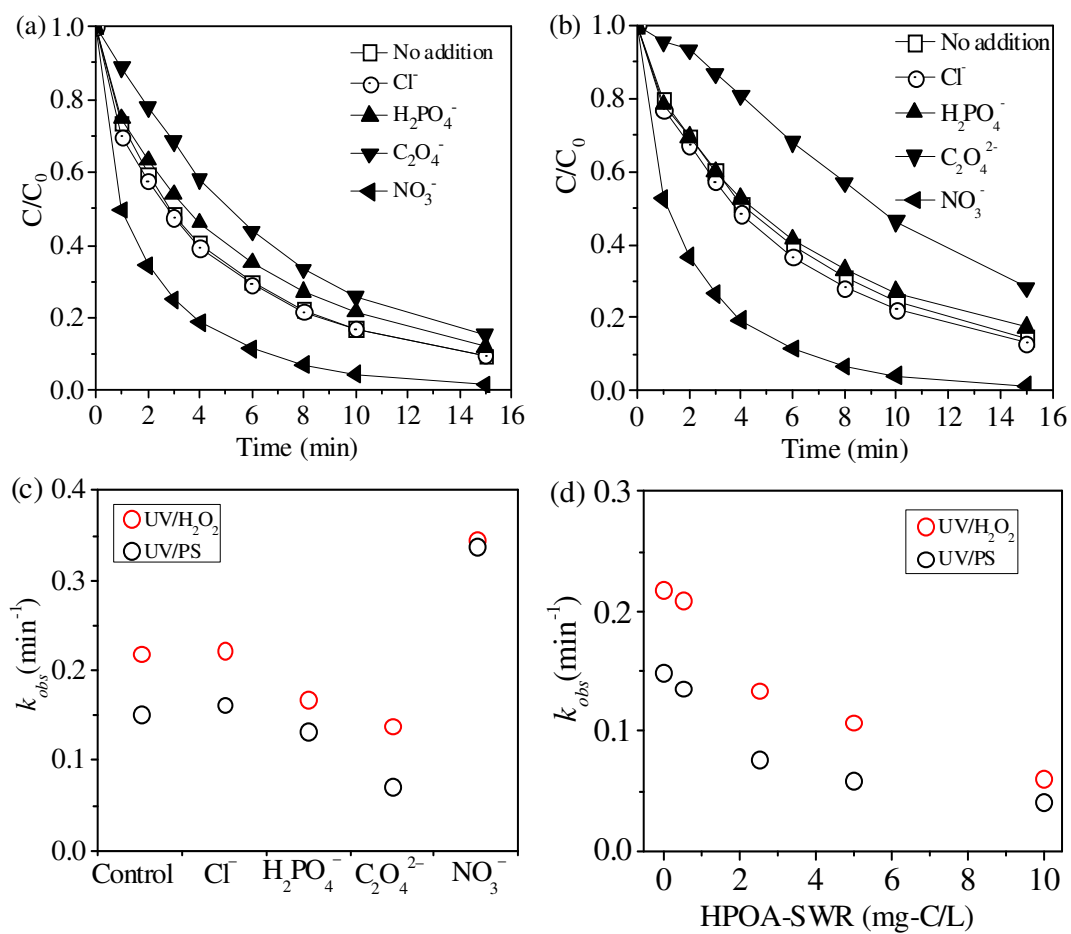 (a)
1.0
0.8
0.6
0.4
0.2
0.0
C/C₀
0 2 4 6 8 10 12 14 16
Time (min)
No addition
Cl⁻
H₂PO₄⁻
C₂O₄⁻
NO₃⁻
(b)
1.0
0.8
0.6
0.4
0.2
0.0
C/C₀
0 2 4 6 8 10 12 14 16
Time (min)
No addition
Cl⁻
H₂PO₄⁻
C₂O₄²⁻
NO₃⁻
(c)
0.4
0.3
0.2
0.1
0.0
k_obs(min⁻¹)
UV/H₂O₂
UV/PS
Control Cl⁻ H₂PO₄⁻ C₂O₄²⁻ NO₃⁻
(d)
0.3
0.2
0.1
0.0
k_obs(min⁻¹)
UV/H₂O₂
UV/PS
0 2 4 6 8 10
HPOA-SWR (mg-C/L)